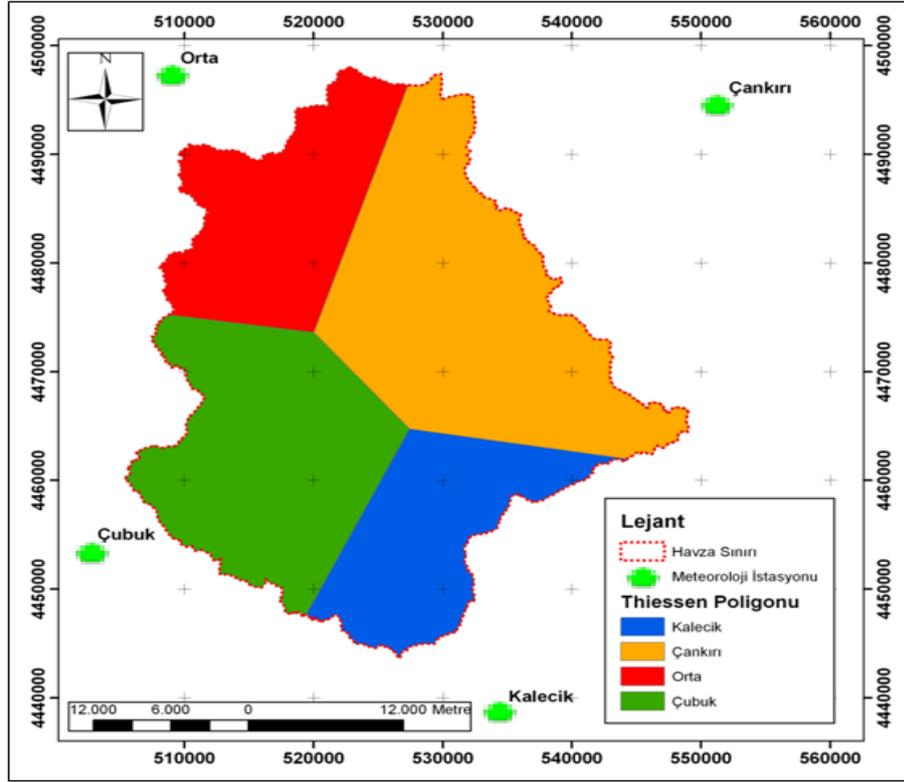 510000 520000 530000 540000 550000 560000
4500000 4500000
N
Orta
Çankırı
4490000 4490000
4480000 4480000
4470000 4470000
4460000 4460000
Çubuk
4450000 4450000
4440000 4440000
Kalecik
Lejant
Havza Sınırı
Meteoroloji İstasyonu
Thiessen Poligonu
Kalecik
Çankırı
Orta
Çubuk
12.000 6.000 0 12.000 Metre
510000 520000 530000 540000 550000 560000